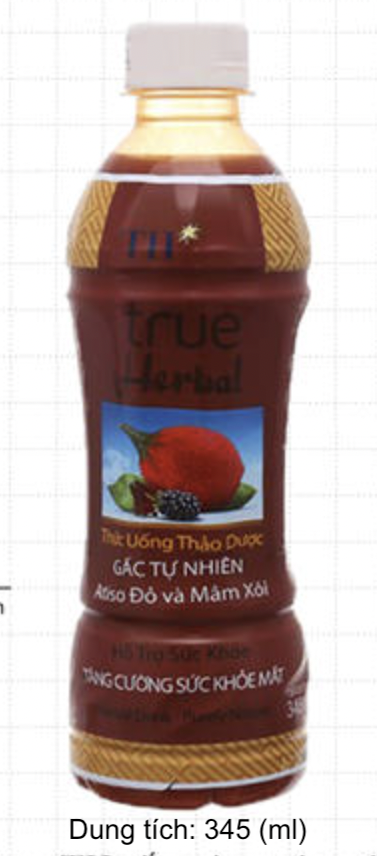 TH
true
Herbal
Thức Uống Thảo Dược
GẤC TỰ NHIÊN
Atiso Đỏ và Mâm Xôi
Hỗ Trợ Sức Khỏe
TĂNG CƯỜNG SỨC KHỎE MẮT
Dung tích: 345 (ml)